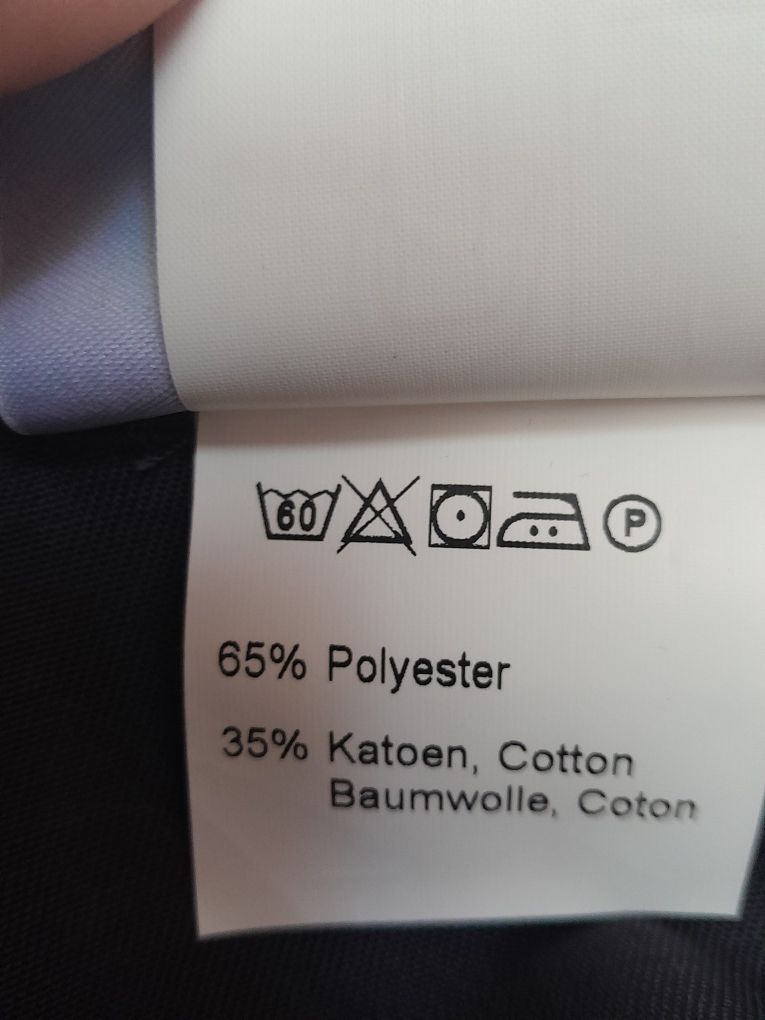 60 P
65% Polyester
35% Katoen, Cotton
Baumwolle, Coton